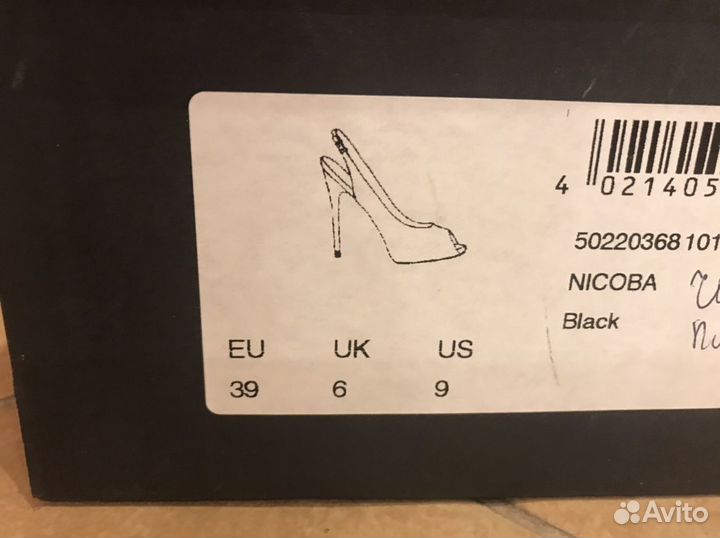 4 021405
50220368 101
NICOBA
Black
EU UK US
39 6 9
Avito